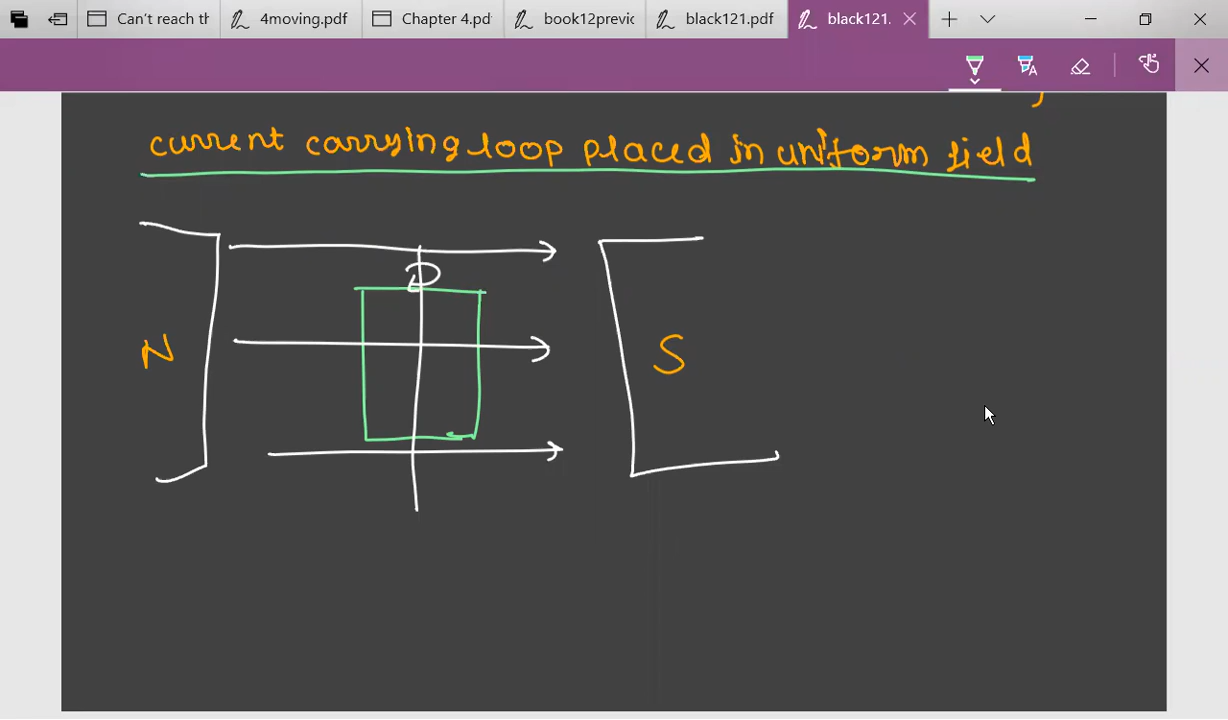 Can't reach th 4moving.pdf Chapter 4.pd book12previc black121.pdf black121.
current carrying loop placed in uniform field
N S